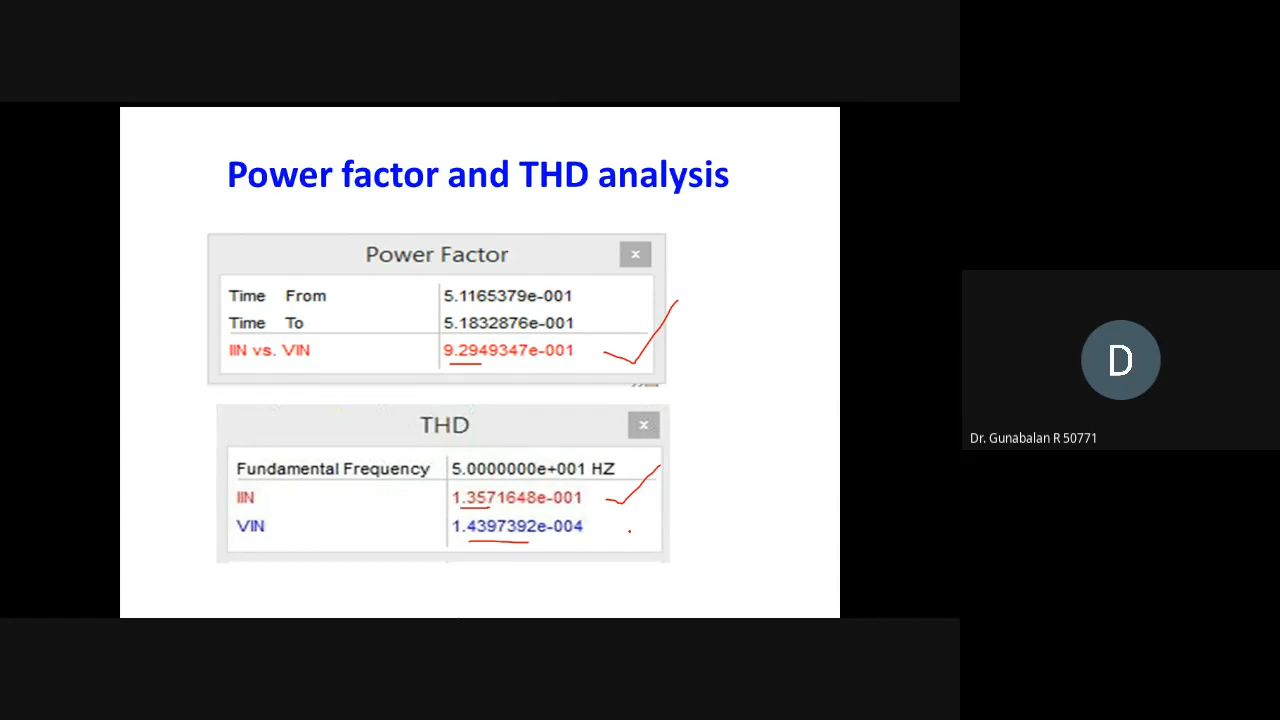 Power factor and THD analysis
Power Factor
x
Time From 5.1165379e-001
Time To 5.1832876e-001
IIN vs. VIN 9.2949347e-001
THD
x
Fundamental Frequency 5.0000000e+001 HZ
IIN 1.3571648e-001
VIN 1.4397392e-004
D
Dr. Gunabalan R 50771